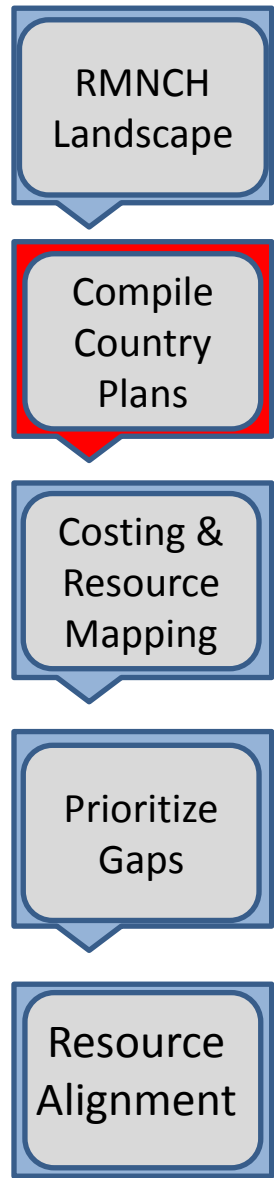 RMNCH
Landscape
Compile
Country
Plans
Costing &
Resource
Mapping
Prioritize
Gaps
Resource
Alignment